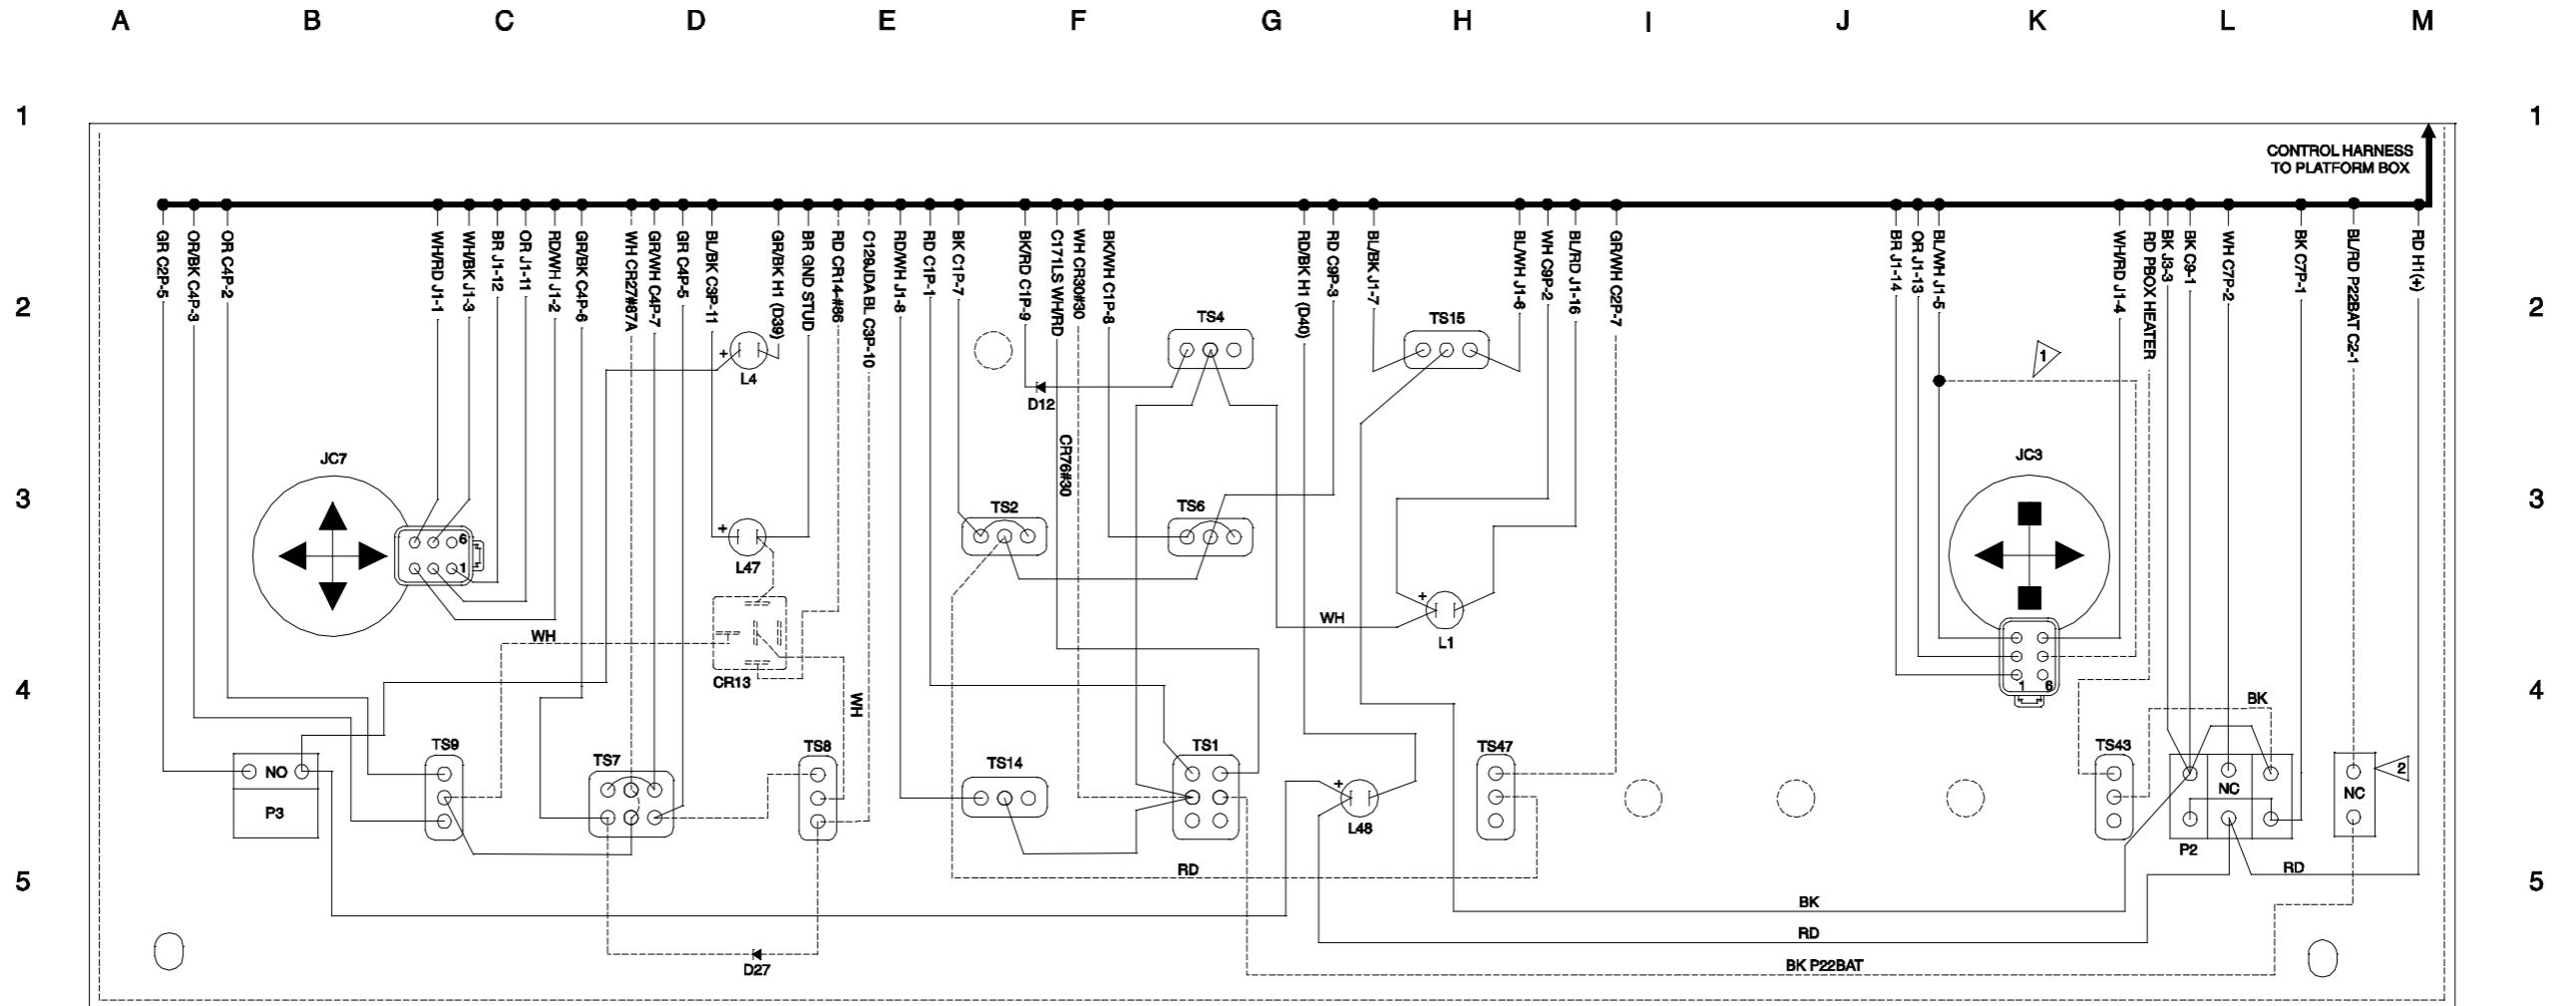 A B C D E F G H I J K L M
1 1
CONTROL HARNESS
TO PLATFORM BOX
GR C2P-5
OR/BK C4P-3
OR C4P-2
WH/RD J1-1
WH/BK J1-3
BR J1-12
OR J1-11
RD/WH J1-2
GR/BK C4P-6
WH CR27#87A
GR/WH C4P-7
GR C4P-5
BL/BK C3P-11
GR/BK H1 (D39)
BR GND STUD
RD CR14-#86
C129JDA BL C3P-10
RD/WH J1-8
RD C1P-1
BK C1P-7
BK/RD C1P-9
C171LS WH/RD
WH CR30#30
BK/WH C1P-8
RD/BK H1 (D40)
RD C9P-3
BL/BK J1-7
BL/WH J1-6
WH C9P-2
BL/RD J1-16
GR/WH C2P-7
BR J1-14
OR J1-13
BL/WH J1-5
WH/RD J1-4
RD PBOX HEATER
BK J3-3
BK C9-1
WH C7P-2
BK C7P-1
BL/RD P22BAT C2-1
RD H1(+)
2 2
TS4
TS15
1
+
L4
D12
CR76#30
JC7
JC3
3 3
TS2
TS6
+
6
1
L47
+
WH
L1
WH
CR13
1 6
4 4
WH
BK
TS9
TS7
TS8
TS14
TS1
TS47
TS43
NO
P3
+
L48
NC
NC
2
P2
5 5
RD
RD
BK
RD
D27
BK P22BAT